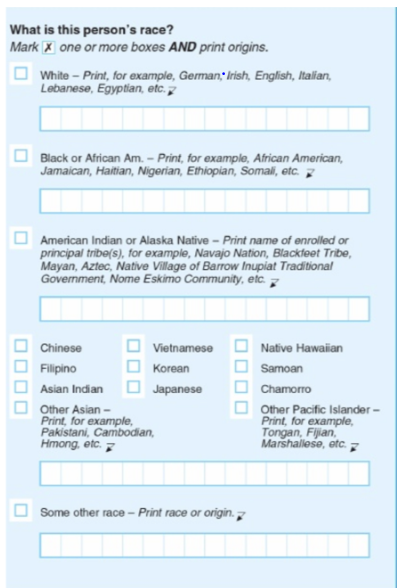 What is this person's race?
Mark X one or more boxes AND print origins.
White – Print, for example, German, Irish, English, Italian,
Lebanese, Egyptian, etc.
Black or African Am. – Print, for example, African American,
Jamaican, Haitian, Nigerian, Ethiopian, Somali, etc.
American Indian or Alaska Native – Print name of enrolled or
principal tribe(s), for example, Navajo Nation, Blackfeet Tribe,
Mayan, Aztec, Native Village of Barrow Inupiat Traditional
Government, Nome Eskimo Community, etc.
Chinese Vietnamese Native Hawaiian
Filipino Korean Samoan
Asian Indian Japanese Chamorro
Other Asian –
Print, for example,
Pakistani, Cambodian,
Hmong, etc.
Other Pacific Islander –
Print, for example,
Tongan, Fijian,
Marshallese, etc.
Some other race – Print race or origin.